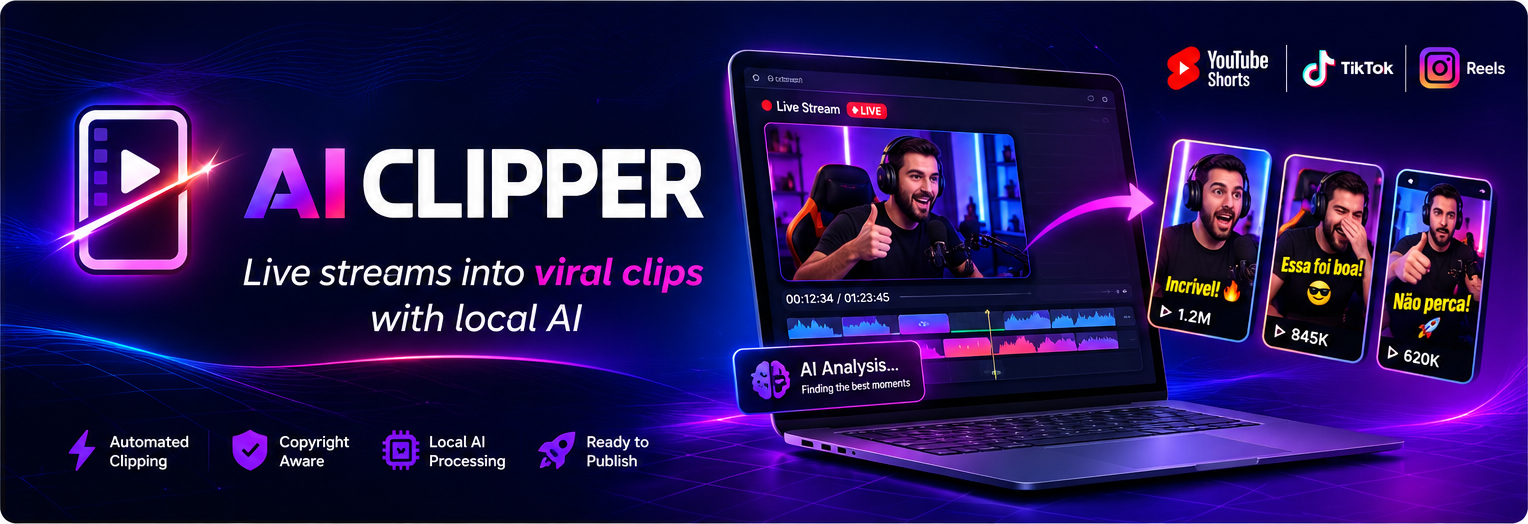 AI CLIPPER
Live streams into viral clips
with local AI
Automated
Clipping
Copyright
Aware
Local AI
Processing
Ready to
Publish
Live Stream
LIVE
00:12:34 / 01:23:45
AI Analysis...
Finding the best moments
YouTube
Shorts
TikTok
Reels
Incrivel!
1.2M
Essa foi boa!
845K
Não perca!
620K